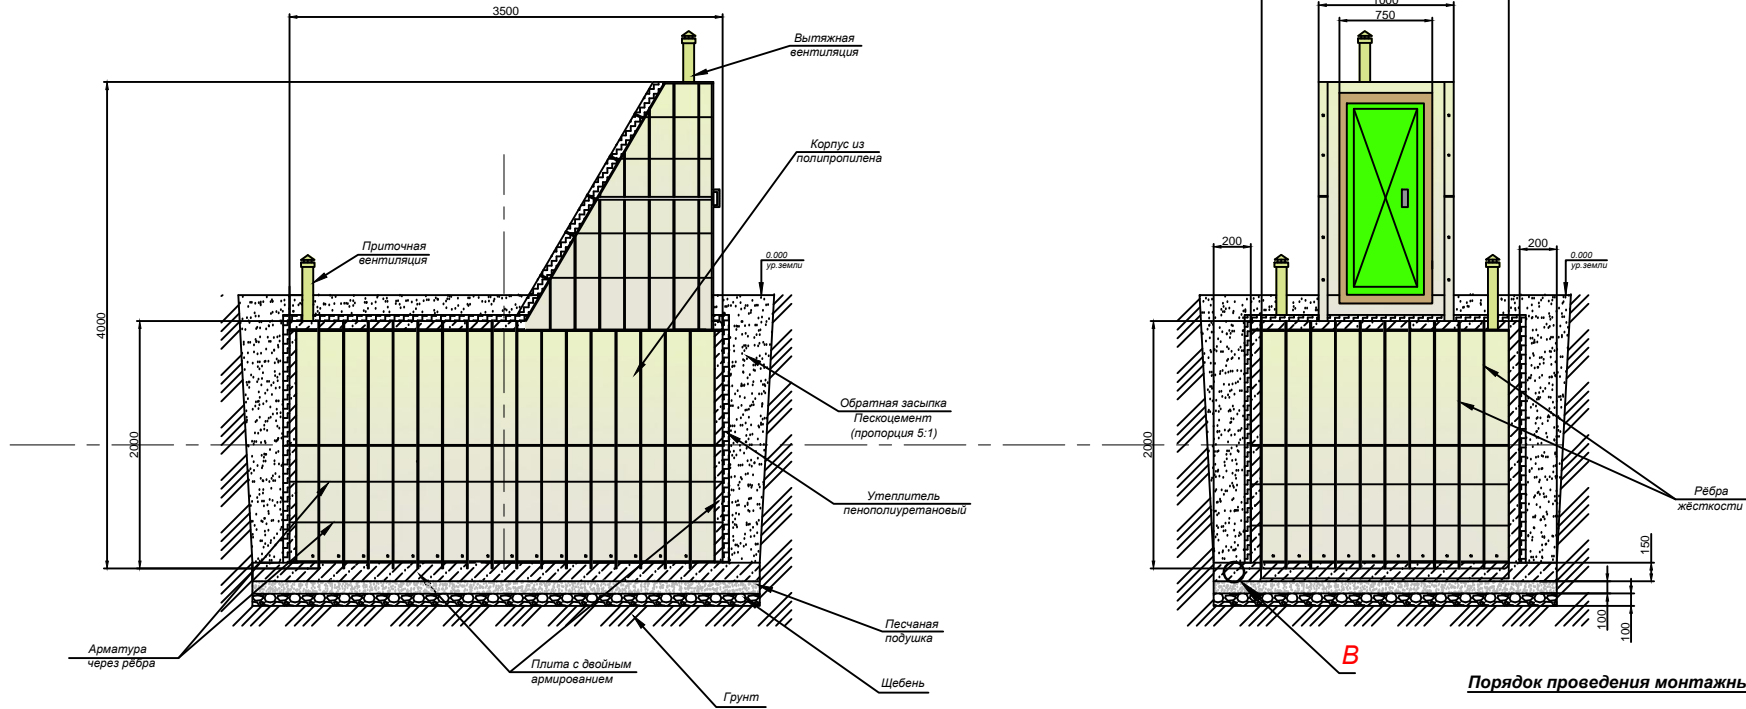 3500
1000
750
Вытяжная
вентиляция
Корпус из
полипропилена
Приточная
вентиляция
0.000
ур.земли
200
200
0.000
ур.земли
4000
2000
2000
Обратная засыпка
Пескоцемент
(пропорция 5:1)
Утеплитель
пенополиуретановый
Рёбра
жёсткости
150
100
100
Песчаная
подушка
Арматура
через рёбра
Плита с двойным
армированием
Щебень
Грунт
В
Порядок проведения монтажны